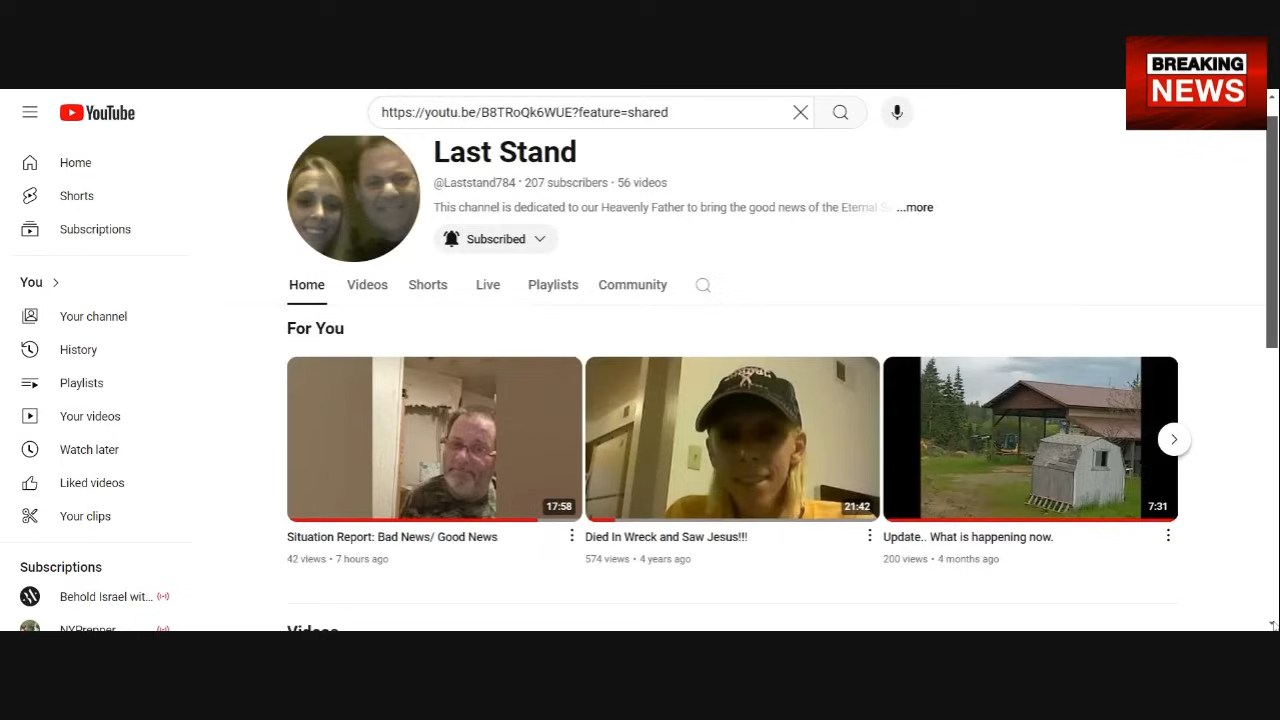 BREAKING
NEWS
YouTube
https://youtu.be/B8TRoQk6WUE?feature=shared
Home
Shorts
Subscriptions
You
Your channel
History
Playlists
Your videos
Watch later
Liked videos
Your clips
Subscriptions
Behold Israel wit...
NYPrepper
Last Stand
@Laststand784 · 207 subscribers · 56 videos
This channel is dedicated to our Heavenly Father to bring the good news of the Eternal ...more
Subscribed
Home Videos Shorts Live Playlists Community
For You
17:58
21:42
7:31
Situation Report: Bad News/ Good News
42 views · 7 hours ago
Died In Wreck and Saw Jesus!!!
574 views · 4 years ago
Update.. What is happening now.
200 views · 4 months ago
Videos